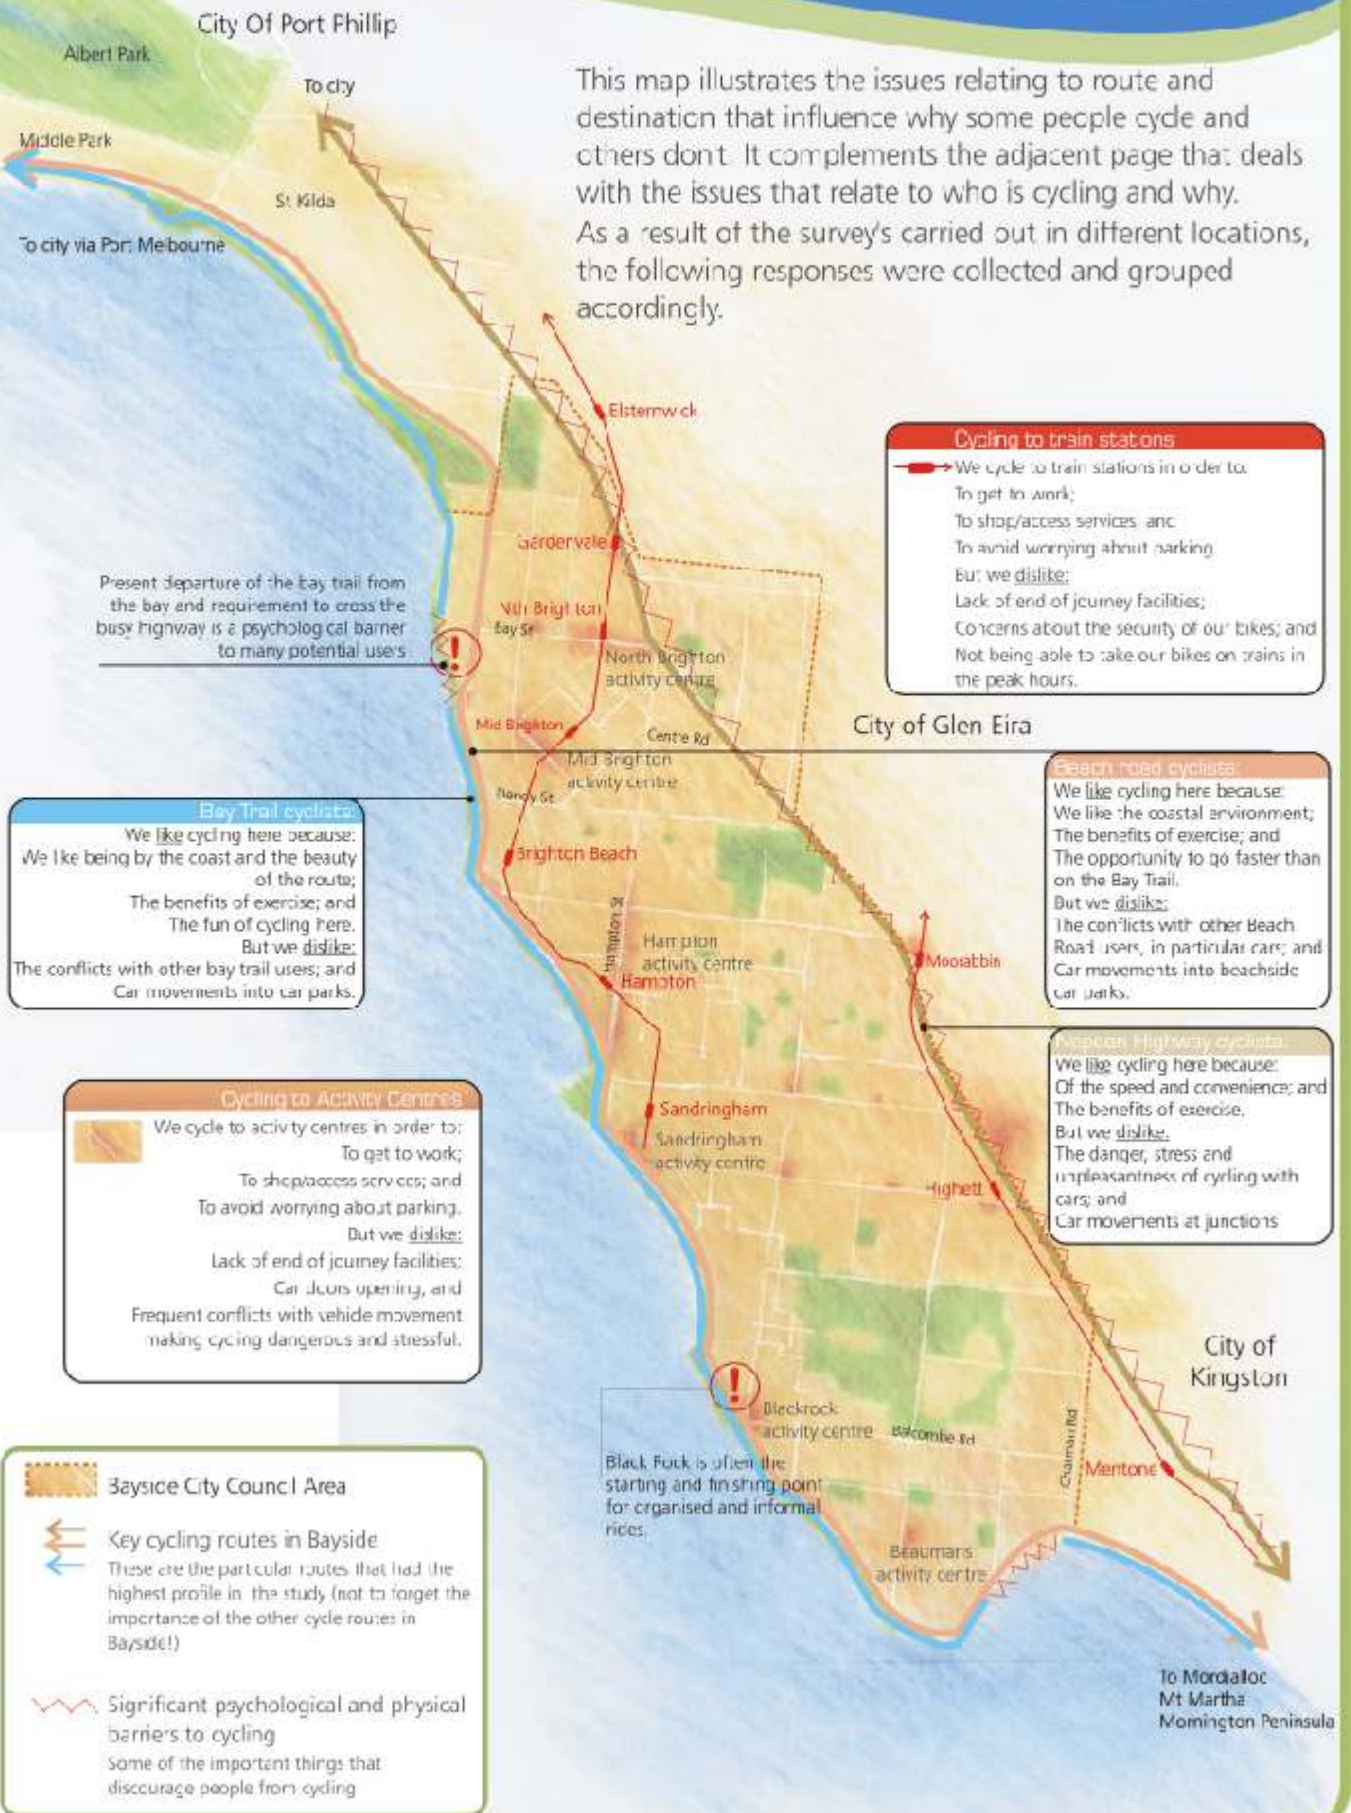 City Of Port Phillip
Albert Park
To city
Middle Park
St Kilda
To city via Port Melbourne
This map illustrates the issues relating to route and
destination that influence why some people cycle and
others don't. It complements the adjacent page that deals
with the issues that relate to who is cycling and why.
As a result of the survey's carried out in different locations,
the following responses were collected and grouped
accordingly.
Elsternwick
Cycling to train stations
We cycle to train stations in order to:
To get to work;
To shop/access services; and
To avoid worrying about parking.
But we dislike:
Lack of end of journey facilities;
Concerns about the security of our bikes; and
Not being able to take our bikes on trains in
the peak hours.
Gardenvale
Present departure of the bay trail from
the bay and requirement to cross the
busy highway is a psychological barrier
to many potential users
!
Nth Brighton
Bay St
North Brighton
activity centre
City of Glen Eira
Mid Brighton
Centre Rd
Mid Brighton
activity centre
Dendy St
Beach road cyclists:
We like cycling here because:
We like the coastal environment;
The benefits of exercise; and
The opportunity to go faster than
on the Bay Trail.
But we dislike:
The conflicts with other Beach
Road users, in particular cars; and
Car movements into beachside
car parks.
Bay Trail cyclists:
We like cycling here because:
We like being by the coast and the beauty
of the route;
The benefits of exercise; and
The fun of cycling here.
But we dislike:
The conflicts with other bay trail users; and
Car movements into car parks.
Brighton Beach
Hampton St
Hampton
activity centre
Hampton
Moorabbin
Nepean Highway cyclists:
We like cycling here because:
Of the speed and convenience; and
The benefits of exercise.
But we dislike:
The danger, stress and
unpleasantness of cycling with
cars; and
Car movements at junctions
Cycling to Activity Centres
We cycle to activity centres in order to:
To get to work;
To shop/access services; and
To avoid worrying about parking.
But we dislike:
Lack of end of journey facilities;
Car doors opening; and
Frequent conflicts with vehicle movement
making cycling dangerous and stressful.
Sandringham
Sandringham
activity centre
Highett
City of
Kingston
!
Blackrock
activity centre
Balcombe Rd
Charman Rd
Mentone
Black Rock is often the
starting and finishing point
for organised and informal
rides.
Beaumaris
activity centre
Bayside City Council Area
Key cycling routes in Bayside
These are the particular routes that had the
highest profile in the study (not to forget the
importance of the other cycle routes in
Bayside!)
Significant psychological and physical
barriers to cycling
Some of the important things that
discourage people from cycling
To Mordialloc
Mt Martha
Mornington Peninsula